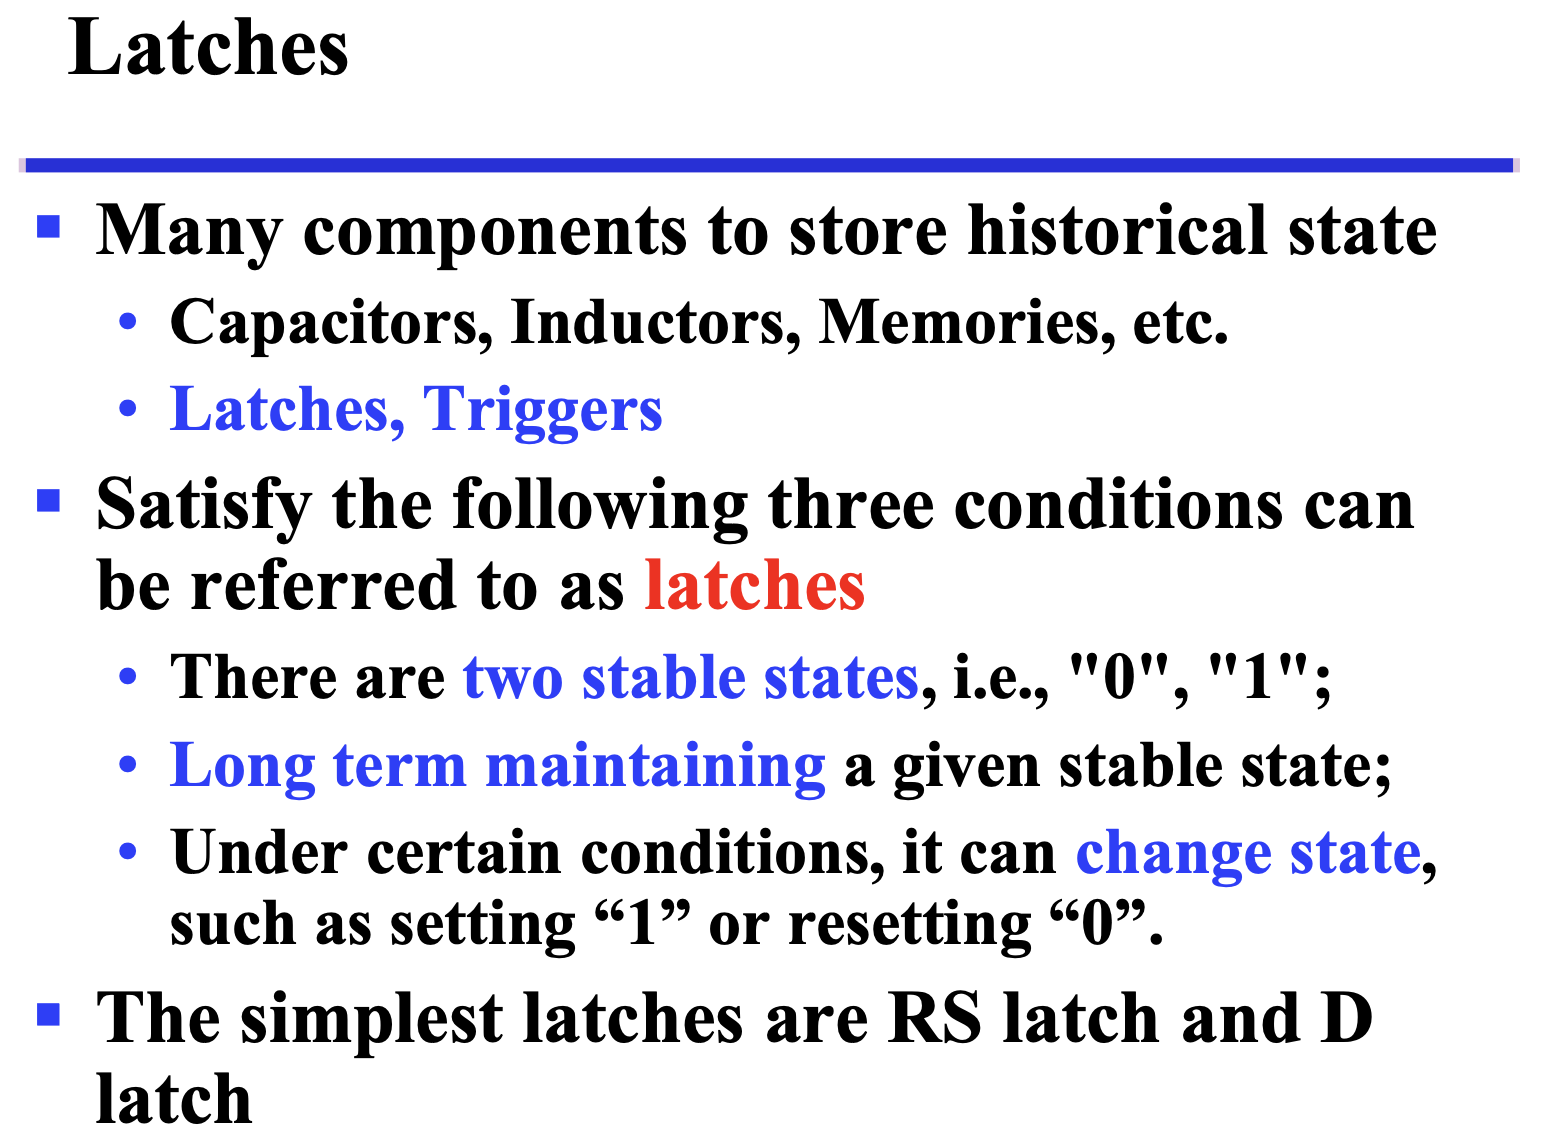 Latches
Many components to store historical state
Capacitors, Inductors, Memories, etc.
Latches, Triggers
Satisfy the following three conditions can
be referred to as latches
There are two stable states, i.e., "0", "1";
Long term maintaining a given stable state;
Under certain conditions, it can change state,
such as setting “1” or resetting “0”.
The simplest latches are RS latch and D
latch